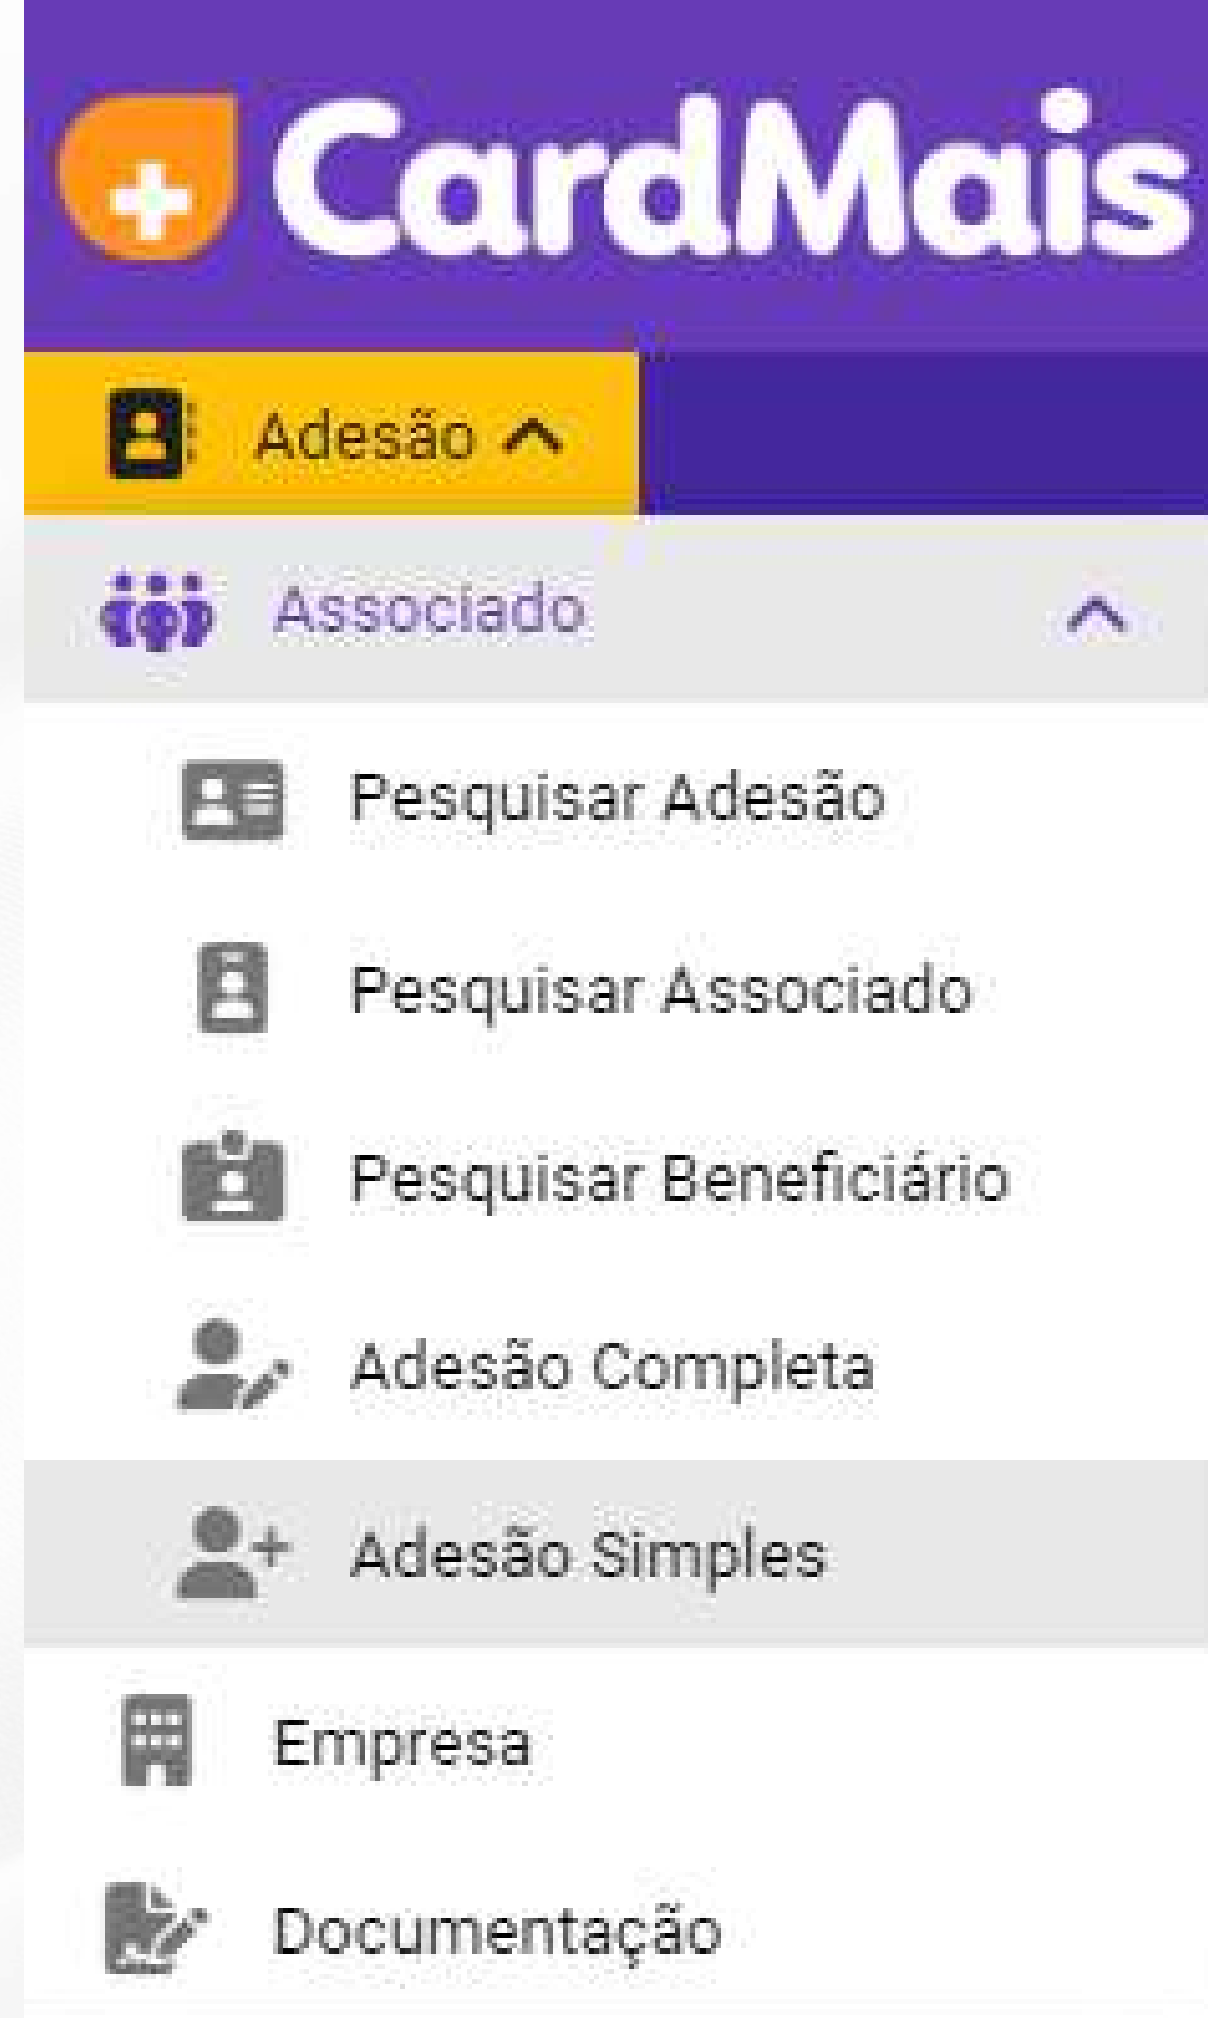 CardMais
Adesão
Associado
Pesquisar Adesão
Pesquisar Associado
Pesquisar Beneficiário
Adesão Completa
Adesão Simples
Empresa
Documentação